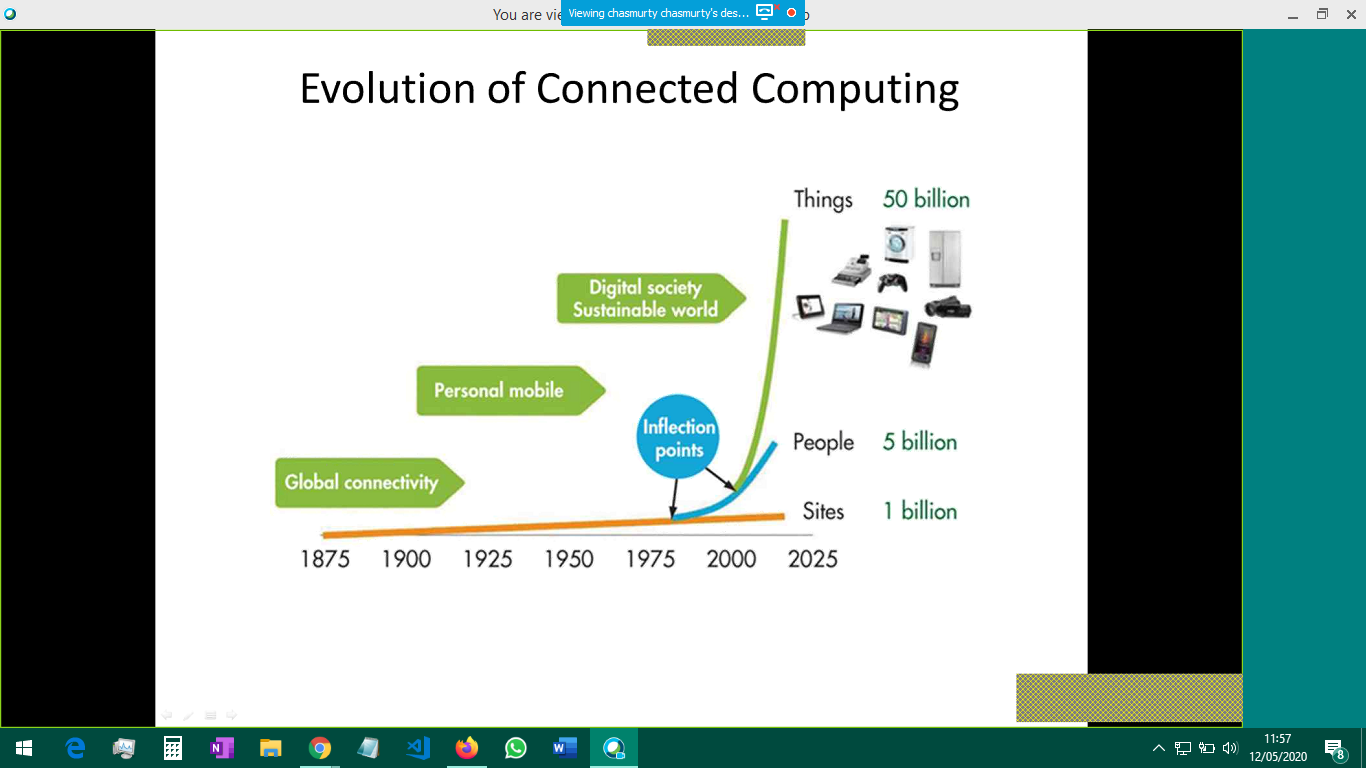 You are vie
Viewing chasmurty chasmurty's des...
Evolution of Connected Computing
Things 50 billion
Digital society
Sustainable world
Personal mobile
Inflection
points
People 5 billion
Global connectivity
Sites 1 billion
1875 1900 1925 1950 1975 2000 2025
11:57
12/05/2020
8